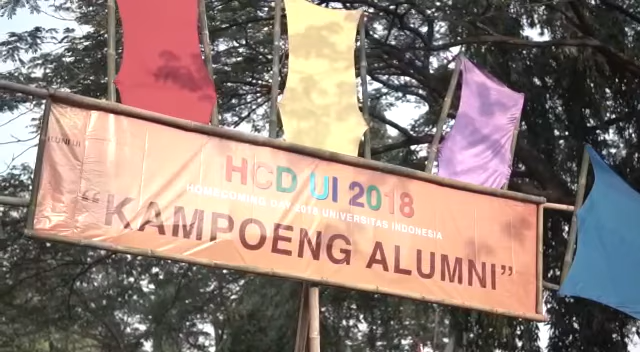 HCD UI 2018
HOMECOMING DAY 2018 UNIVERSITAS INDONESIA
“KAMPOENG ALUMNI”